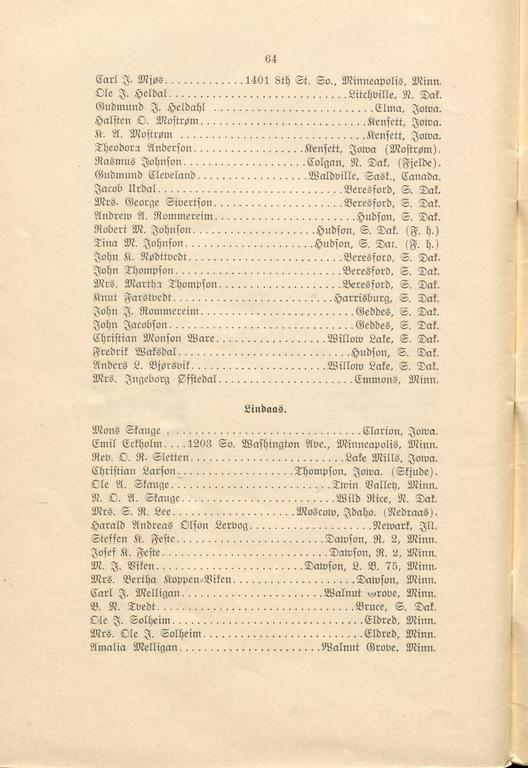 64
Carl J. Mjøs.............1401 8th St. So., Minneapolis, Minn.
Ole J. Heldal.............................Litchville, N. Dak.
Gudmund J. Heldahl ...........................Elma, Iowa.
Halsten O. Mostrøm............................Kensett, Iowa.
K. A. Mostrøm ................................Kensett, Iowa.
Theodora Anderson..................Kensett, Iowa (Mostrøm).
Rasmus Johnson.....................Colgan, N. Dak. (Fjelde).
Gudmund Cleveland...................Waldville, Sask., Canada.
Jacob Urdal...............................Beresford, S. Dak.
Mrs. George Sivertson.....................Beresford, S. Dak.
Andrew A. Rommereim.......................Hudson, S. Dak.
Robert M. Johnson.....................Hudson, S. Dak. (F. h.)
Tina M. Johnson.......................Hudson, S. Dak. (F. h.)
John K. Nødttvedt.........................Beresford, S. Dak.
John Thompson.............................Beresford, S. Dak.
Mrs. Martha Thompson......................Beresford, S. Dak.
Knut Farstvedt............................Harrisburg, S. Dak.
John J. Rommereim.........................Geddes, S. Dak.
John Jacobson.............................Geddes, S. Dak.
Christian Monson Ware...................Willow Lake, S. Dak.
Fredrik Vaksdal...........................Hudson, S. Dak.
Anders L. Bjørsvik......................Willow Lake, S. Dak.
Mrs. Ingeborg Øfstedal......................Emmons, Minn.
Lindaas.
Mons Skauge .................................Clarion, Iowa.
Emil Eckholm....1203 So. Washington Ave., Minneapolis, Minn.
Rev. O. R. Sletten..........................Lake Mills, Iowa.
Christian Larson....................Thompson, Iowa. (Skjude).
Ole A. Skauge.............................Twin Valley, Minn.
N. O. A. Skauge...........................Wild Rice, N. Dak.
Mrs. S. R. Lee......................Moscow, Idaho. (Nedraas).
Harald Andreas Olson Lervog....................Newark, Ill.
Steffen K. Feste..........................Dawson, R. 2, Minn.
Josef K. Feste............................Dawson, R. 2, Minn.
M. J. Viken.........................Dawson, L. B. 75, Minn.
Mrs. Bertha Koppen-Viken.......................Dawson, Minn.
Carl J. Melligan..........................Walnut Grove, Minn.
B. N. Tvedt....................................Bruce, S. Dak.
Ole J. Solheim.................................Eldred, Minn.
Mrs. Ole J. Solheim............................Eldred, Minn.
Amalia Melligan...........................Walnut Grove, Minn.